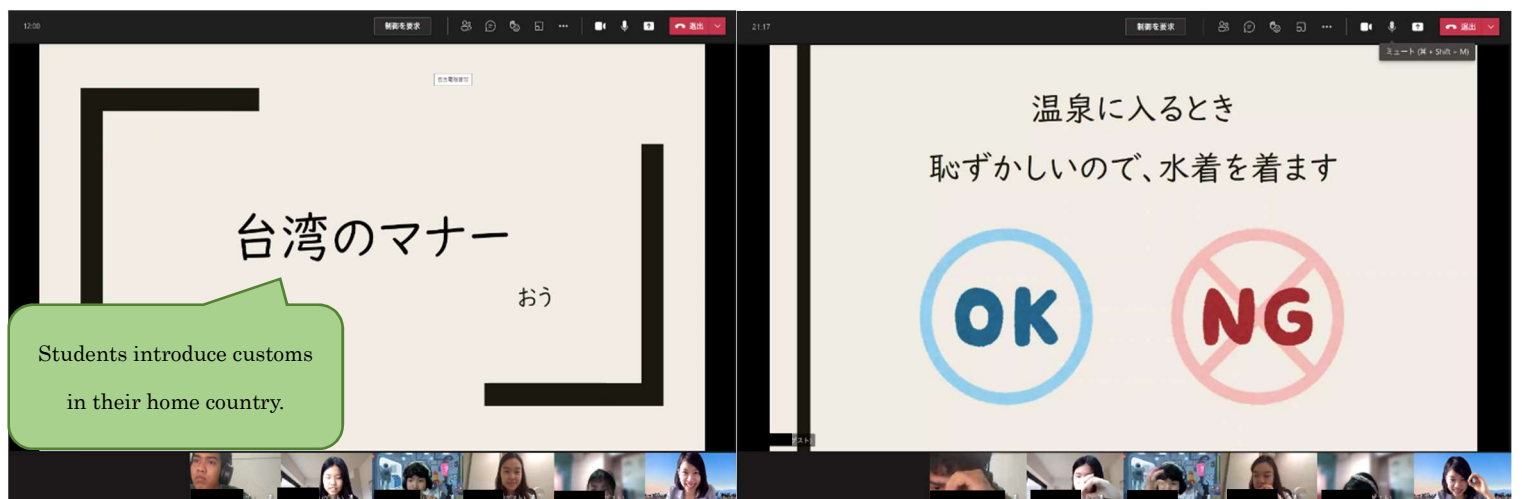 12:00
制御を要求
退出
台湾のマナー
おう
Students introduce customs
in their home country.
21:17
制御を要求
退出
ミュート (⌘ + Shift + M)
温泉に入るとき
恥ずかしいので、水着を着ます
OK
NG